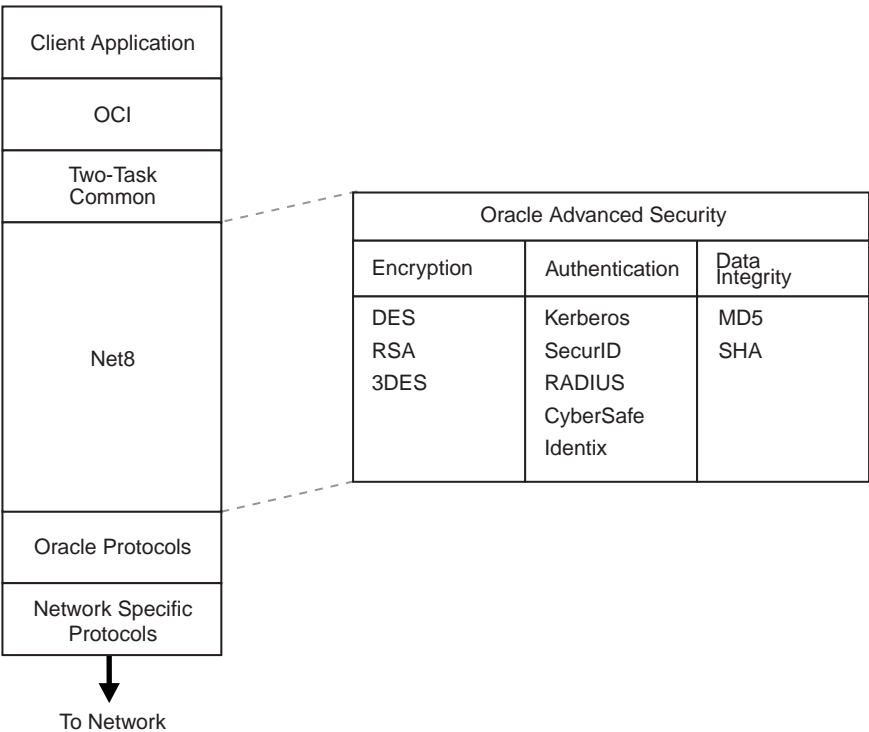 Client Application
OCI
Two-Task
Common
Net8
Oracle Protocols
Network Specific
Protocols
To Network
Oracle Advanced Security
Encryption
DES
RSA
3DES
Authentication
Kerberos
SecurID
RADIUS
CyberSafe
Identix
Data
Integrity
MD5
SHA